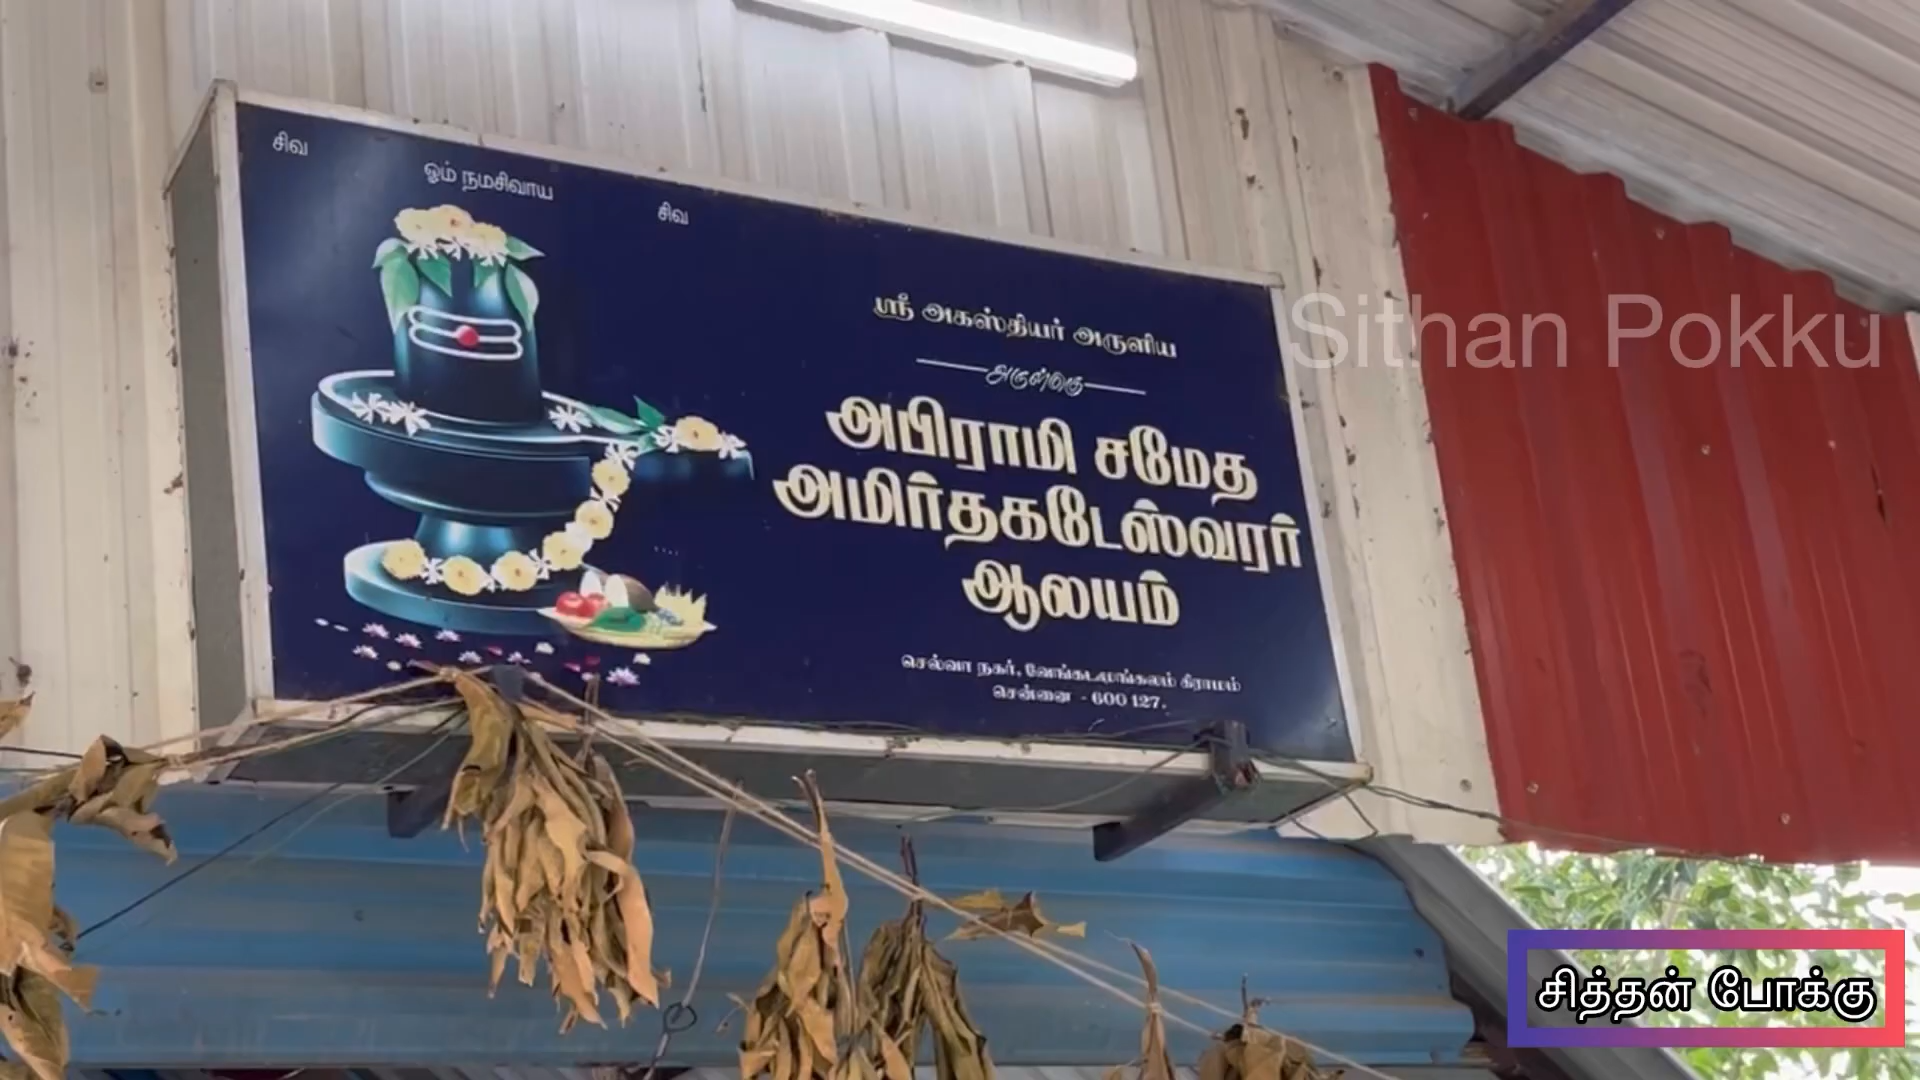 சிவ
ஓம் நமசிவாய
சிவ
ஸ்ரீ அகஸ்தியர் அருளிய
அருள்மிகு
அபிராமி சமேத
அமிர்தகடேஸ்வரர்
ஆலயம்
செல்வா நகர், வேங்கடமங்கலம் கிராமம்
சென்னை - 600 127.
Sithan Pokku
சித்தன் போக்கு